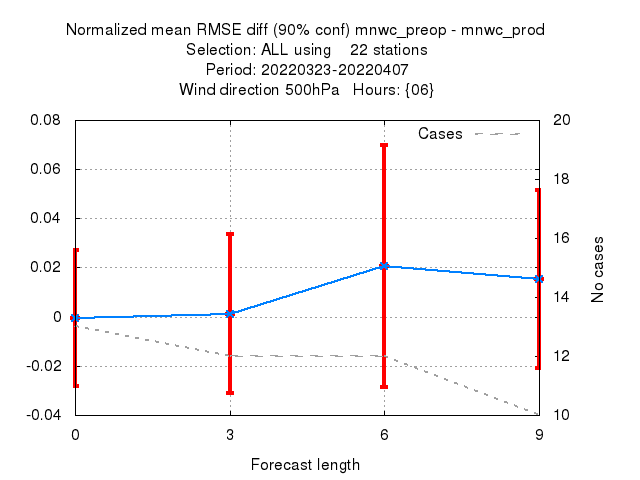 Normalized mean RMSE diff (90% conf) mnwc_preop - mnwc_prod
Selection: ALL using    22 stations
Period: 20220323-20220407
Wind direction 500hPa   Hours: {06}
Cases
0.08
0.06
0.04
0.02
0
-0.02
-0.04
20
18
16
14
12
10
No cases
0 3 6 9
Forecast length